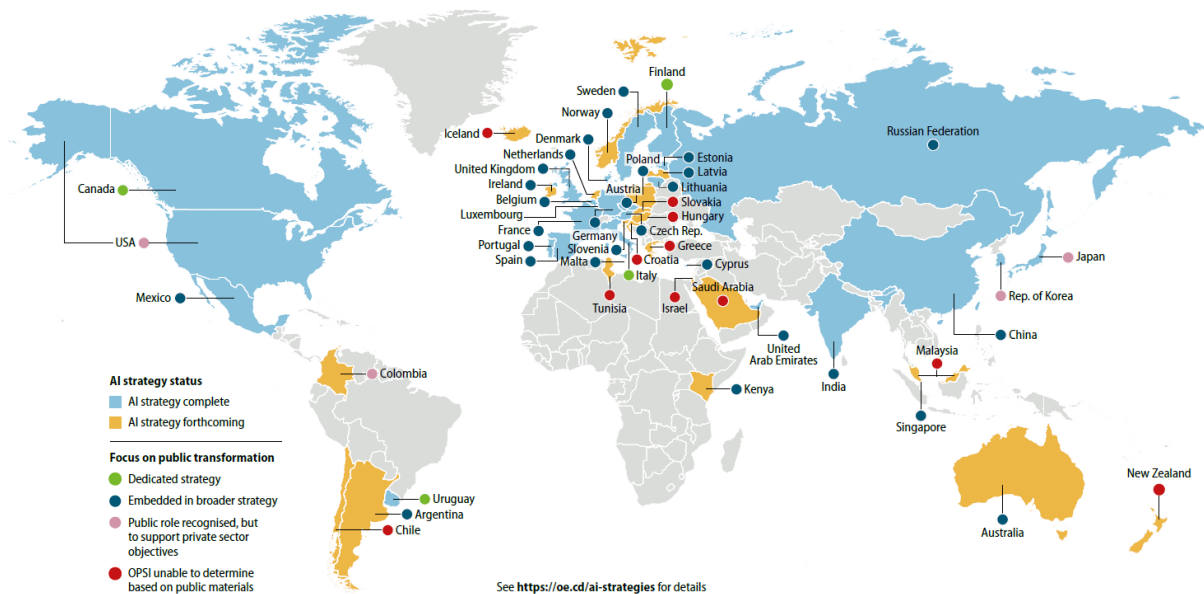 Finland
Sweden
Norway
Iceland
Denmark
Netherlands
United Kingdom
Ireland
Belgium
Luxembourg
France
Portugal
Spain
Malta
Slovenia
Germany
Austria
Poland
Estonia
Latvia
Lithuania
Slovakia
Hungary
Czech Rep.
Greece
Croatia
Italy
Cyprus
Tunisia
Israel
Saudi Arabia
Russian Federation
Canada
USA
Mexico
Japan
Rep. of Korea
China
United
Arab Emirates
India
Malaysia
Singapore
Kenya
Colombia
Uruguay
Argentina
Chile
New Zealand
Australia
AI strategy status
AI strategy complete
AI strategy forthcoming
Focus on public transformation
Dedicated strategy
Embedded in broader strategy
Public role recognised, but
to support private sector
objectives
OPSI unable to determine
based on public materials
See https://oe.cd/ai-strategies for details